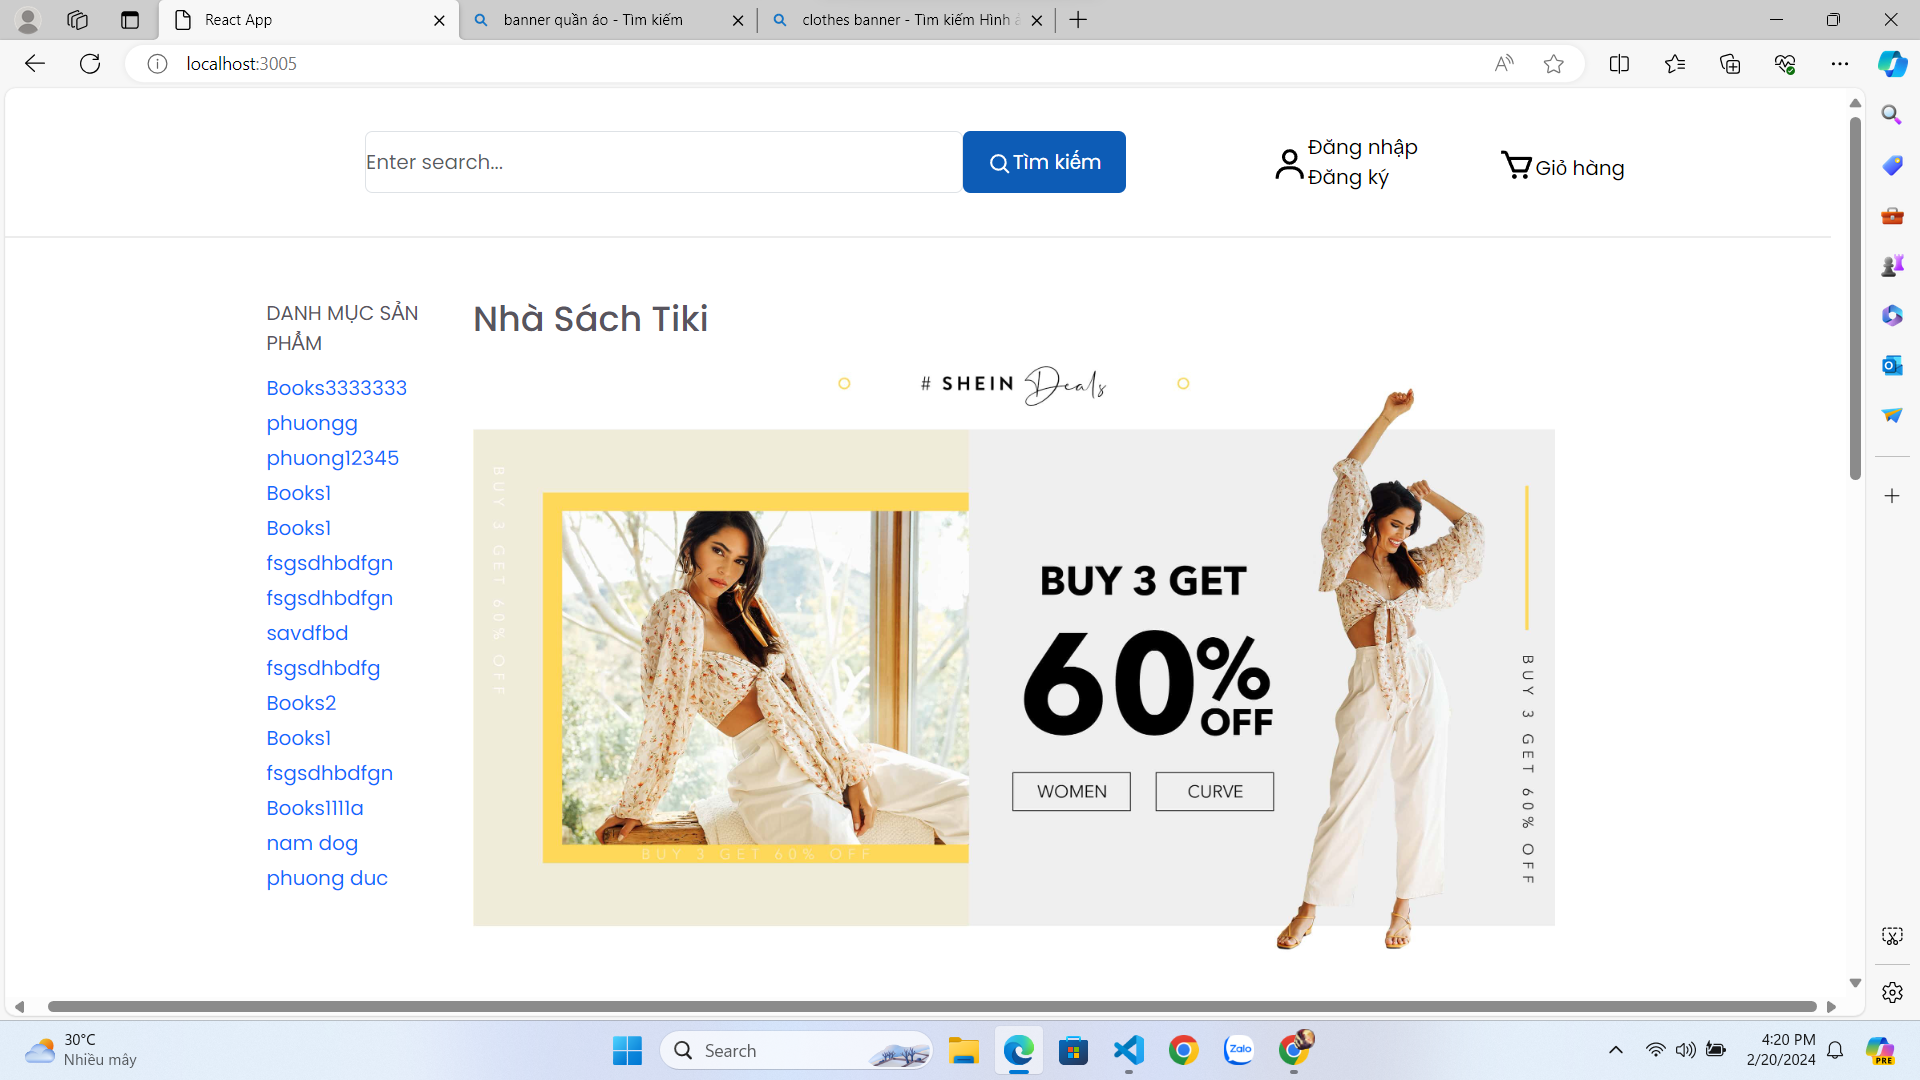 React App
banner quần áo - Tìm kiếm
clothes banner - Tìm kiếm Hình ả
localhost:3005
Enter search...
Tìm kiếm
Đăng nhập
Đăng ký
Giỏ hàng
DANH MỤC SẢN
PHẨM
Books3333333
phuongg
phuong12345
Books1
Books1
fsgsdhbdfgn
fsgsdhbdfgn
savdfbd
fsgsdhbdfg
Books2
Books1
fsgsdhbdfgn
Books1111a
nam dog
phuong duc
Nhà Sách Tiki
# SHEIN Deals
BUY 3 GET 60% OFF
BUY 3 GET 60% OFF
BUY 3 GET
60%
OFF
WOMEN
CURVE
BUY 3 GET 60% OFF
30°C
Nhiều mây
Search
Zalo
4:20 PM
2/20/2024
PRE